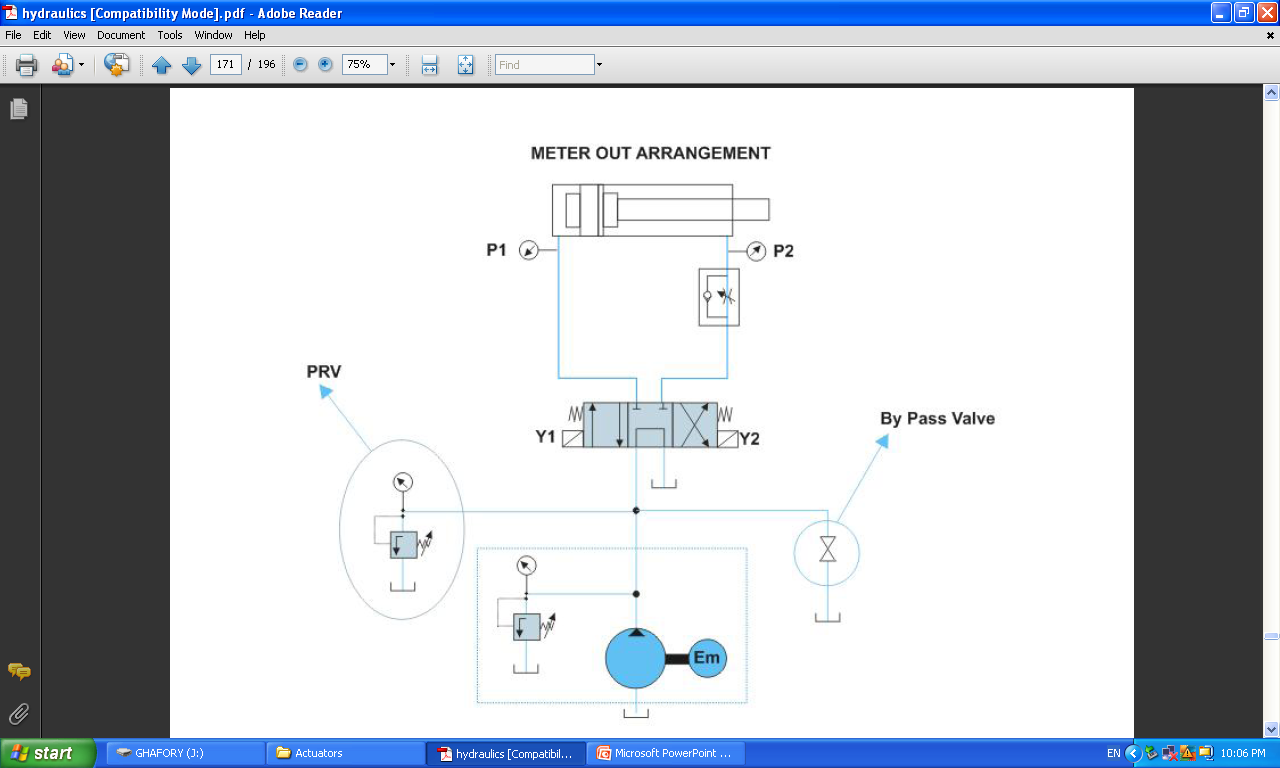 hydraulics [Compatibility Mode].pdf - Adobe Reader
File Edit View Document Tools Window Help
171 / 196 75% Find
METER OUT ARRANGEMENT
P1 P2
PRV
By Pass Valve
Y1 Y2
Em
start GHAFORY (J:) Actuators hydraulics [Compatibil... Microsoft PowerPoint ... EN 10:06 PM